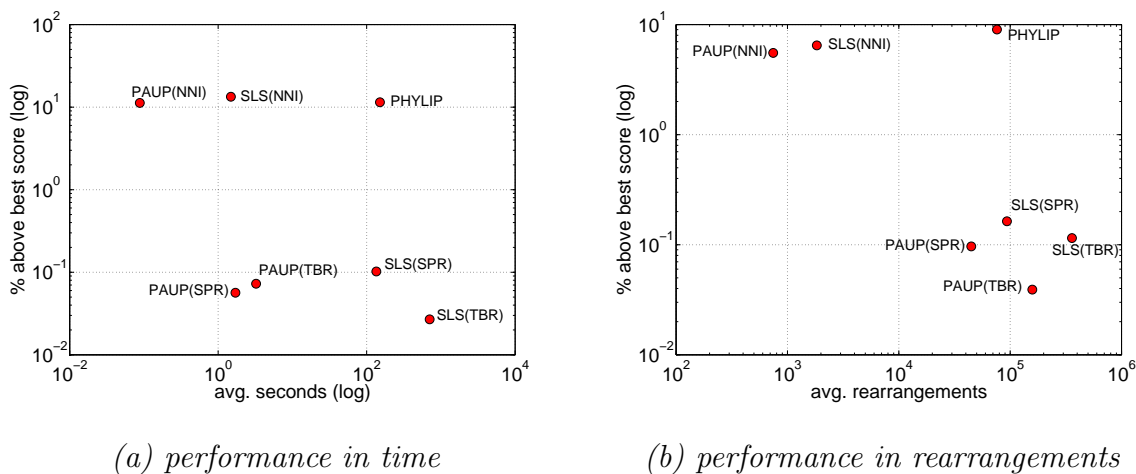 10^2
10^1
10^0
10^-1
10^-2
% above best score (log)
PAUP(NNI)
SLS(NNI)
PHYLIP
PAUP(TBR)
SLS(SPR)
PAUP(SPR)
SLS(TBR)
10^-2
10^0
10^2
10^4
avg. seconds (log)
(a) performance in time
10^1
10^0
10^-1
10^-2
% above best score (log)
PHYLIP
SLS(NNI)
PAUP(NNI)
SLS(SPR)
PAUP(SPR)
SLS(TBR)
PAUP(TBR)
10^2
10^3
10^4
10^5
10^6
avg. rearrangements
(b) performance in rearrangements